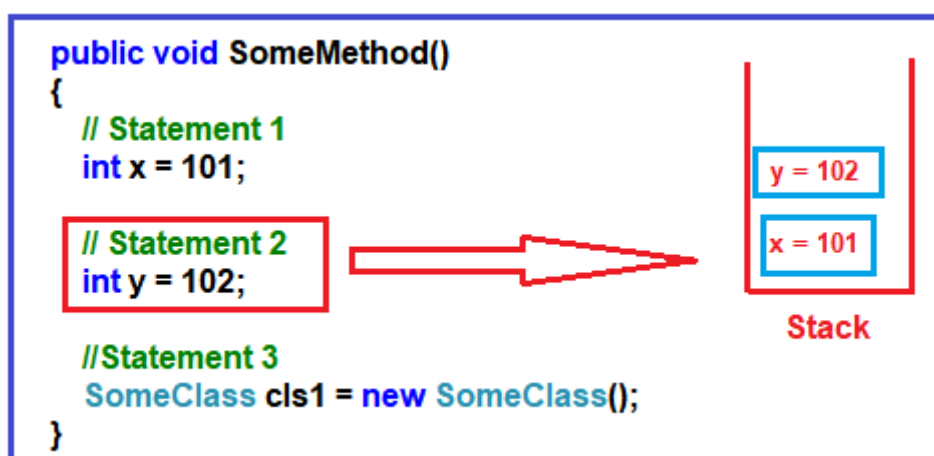 public void SomeMethod()
{
// Statement 1
int x = 101;
// Statement 2
int y = 102;
//Statement 3
SomeClass cls1 = new SomeClass();
}
y = 102
x = 101
Stack